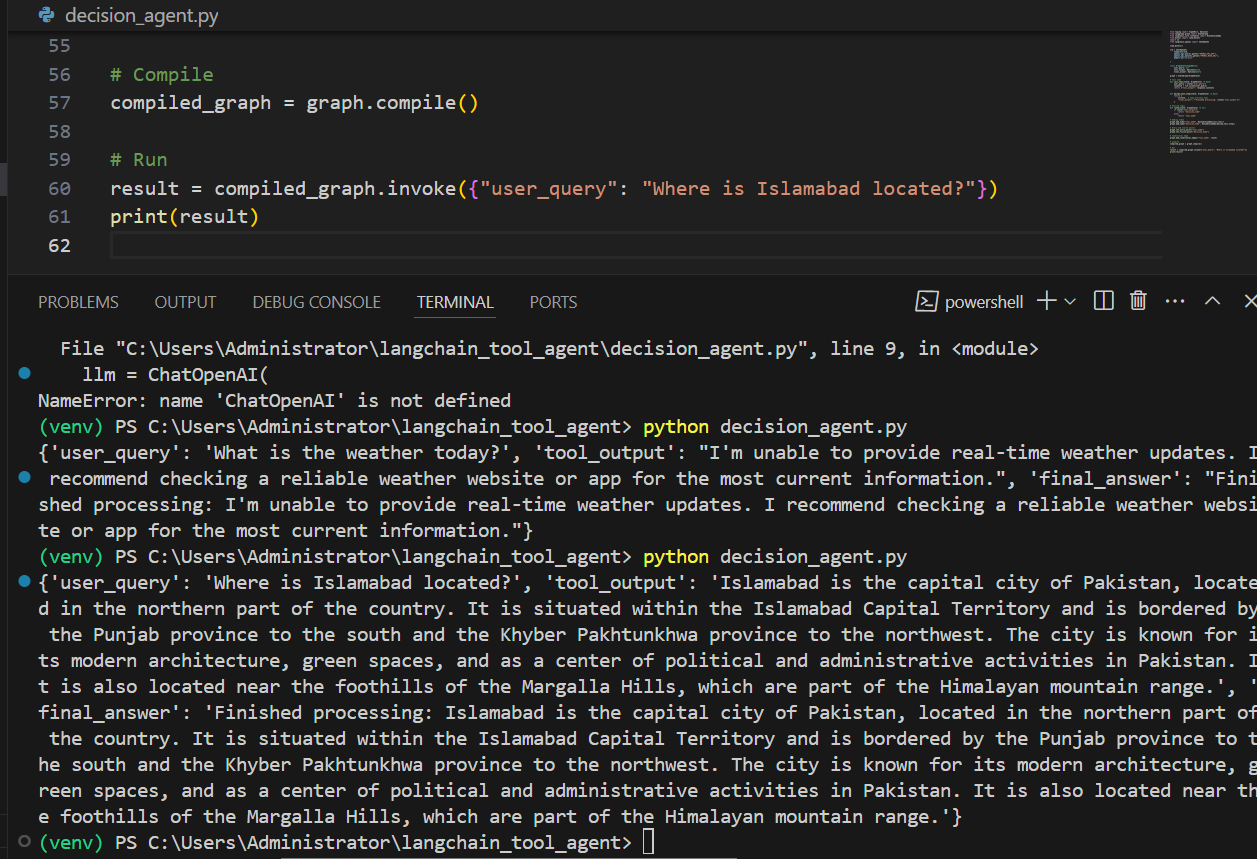 decision_agent.py
55
56 # Compile
57 compiled_graph = graph.compile()
58
59 # Run
60 result = compiled_graph.invoke({"user_query": "Where is Islamabad located?"})
61 print(result)
62
PROBLEMS OUTPUT DEBUG CONSOLE TERMINAL PORTS powershell
File "C:\Users\Administrator\langchain_tool_agent\decision_agent.py", line 9, in <module>
llm = ChatOpenAI(
NameError: name 'ChatOpenAI' is not defined
(venv) PS C:\Users\Administrator\langchain_tool_agent> python decision_agent.py
{'user_query': 'What is the weather today?', 'tool_output': "I'm unable to provide real-time weather updates. I
recommend checking a reliable weather website or app for the most current information.", 'final_answer': "Fini
shed processing: I'm unable to provide real-time weather updates. I recommend checking a reliable weather websi
te or app for the most current information."}
(venv) PS C:\Users\Administrator\langchain_tool_agent> python decision_agent.py
{'user_query': 'Where is Islamabad located?', 'tool_output': 'Islamabad is the capital city of Pakistan, locate
d in the northern part of the country. It is situated within the Islamabad Capital Territory and is bordered by
the Punjab province to the south and the Khyber Pakhtunkhwa province to the northwest. The city is known for i
ts modern architecture, green spaces, and as a center of political and administrative activities in Pakistan. I
t is also located near the foothills of the Margalla Hills, which are part of the Himalayan mountain range.', '
final_answer': 'Finished processing: Islamabad is the capital city of Pakistan, located in the northern part of
the country. It is situated within the Islamabad Capital Territory and is bordered by the Punjab province to t
he south and the Khyber Pakhtunkhwa province to the northwest. The city is known for its modern architecture, g
reen spaces, and as a center of political and administrative activities in Pakistan. It is also located near th
e foothills of the Margalla Hills, which are part of the Himalayan mountain range.'}
(venv) PS C:\Users\Administrator\langchain_tool_agent>